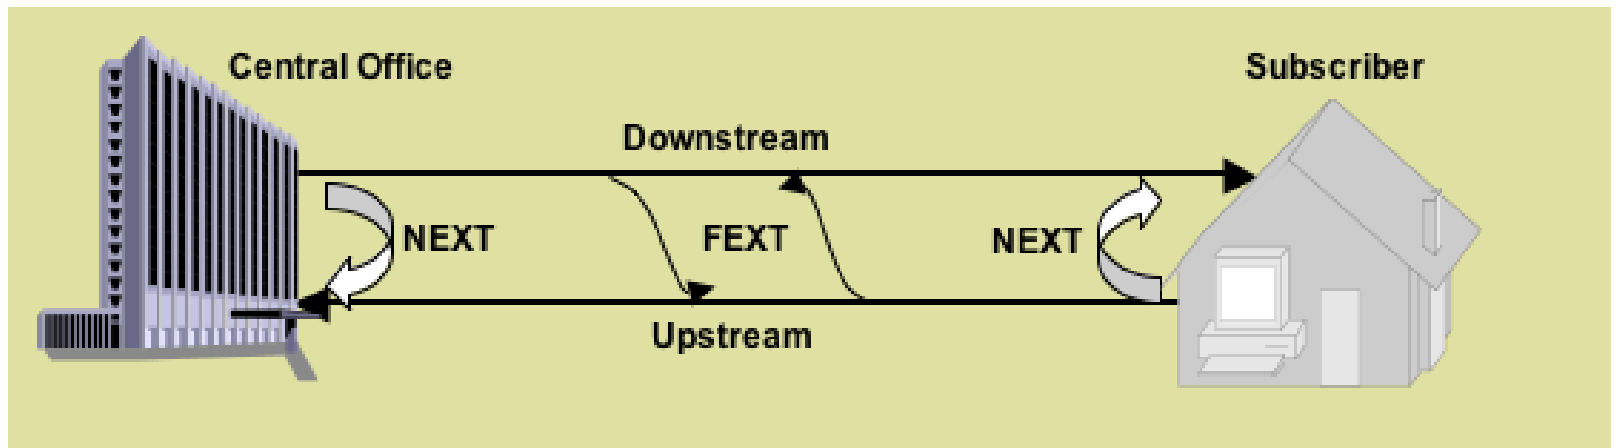 Central Office
Subscriber
Downstream
NEXT
FEXT
NEXT
Upstream